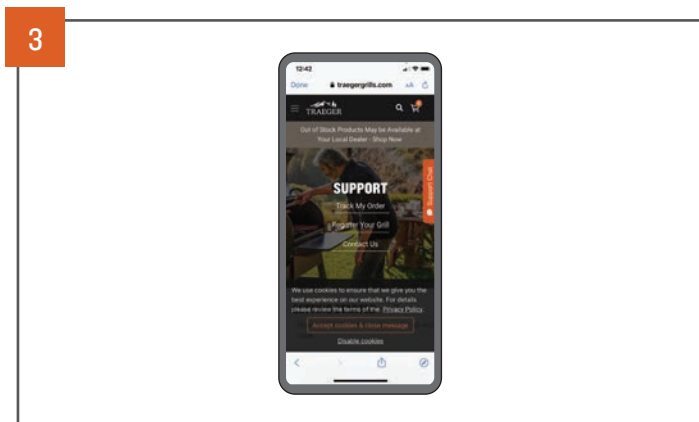 3
12:42
Done traegergrills.com AA
TRAEGER
Out of Stock Products May be Available at
Your Local Dealer - Shop Now
SUPPORT
Track My Order
Register Your Grill
Contact Us
Support Chat
We use cookies to ensure that we give you the
best experience on our website. For details
please review the terms of the Privacy Policy.
Accept cookies & close message
Disable cookies